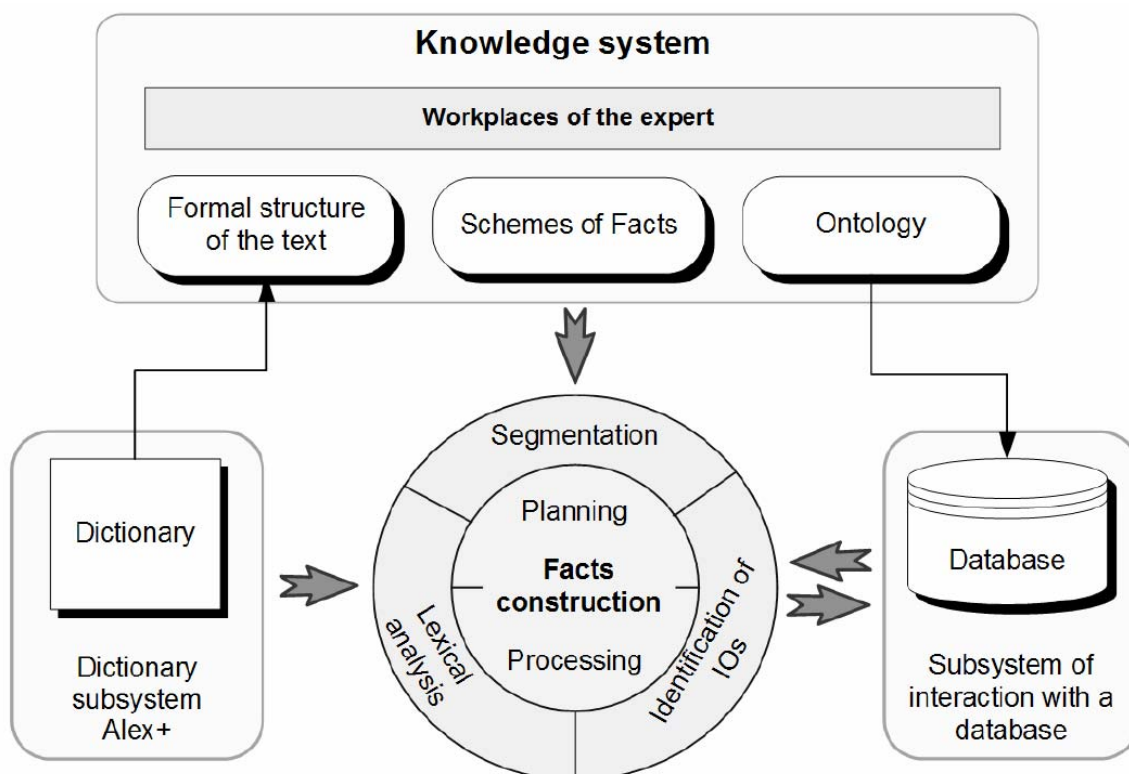 Knowledge system
Workplaces of the expert
Formal structure
of the text
Schemes of Facts
Ontology
Segmentation
Planning
Facts
construction
Processing
Lexical
analysis
Identification of
IOs
Dictionary
Dictionary
subsystem
Alex+
Database
Subsystem of
interaction with a
database